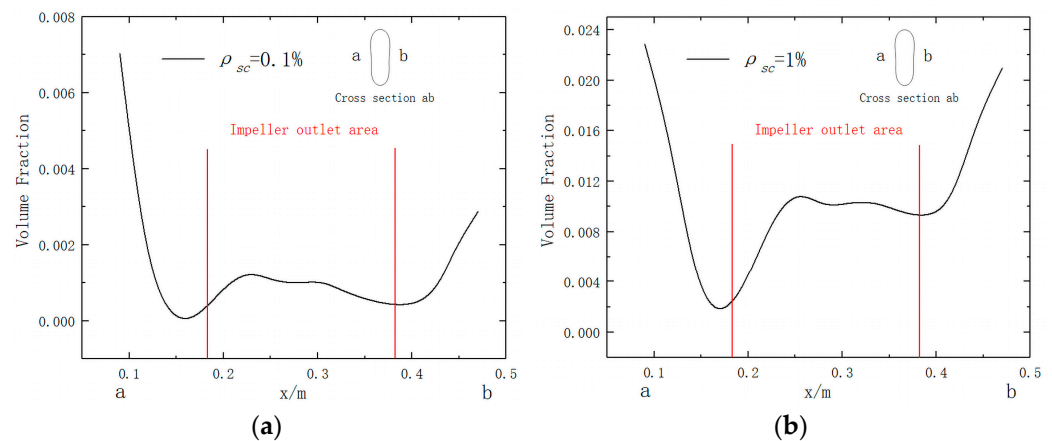 0.008
0.006
0.004
0.002
0.000
Volume Fraction
ρsc=0.1%
a b
Cross section ab
Impeller outlet area
0.1 0.2 0.3 0.4 0.5
a x/m b
(a)
0.024
0.020
0.016
0.012
0.008
0.004
0.000
Volume Fraction
ρsc=1%
a b
Cross section ab
Impeller outlet area
0.1 0.2 0.3 0.4 0.5
a x/m b
(b)